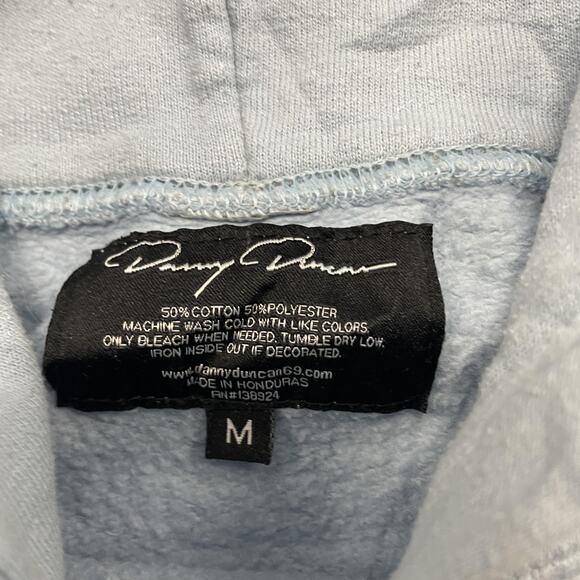 Danny Duncan
50% COTTON 50% POLYESTER
MACHINE WASH COLD WITH LIKE COLORS.
ONLY BLEACH WHEN NEEDED. TUMBLE DRY LOW.
IRON INSIDE OUT IF DECORATED.
www.dannyduncan69.com
MADE IN HONDURAS
RN#138924
M